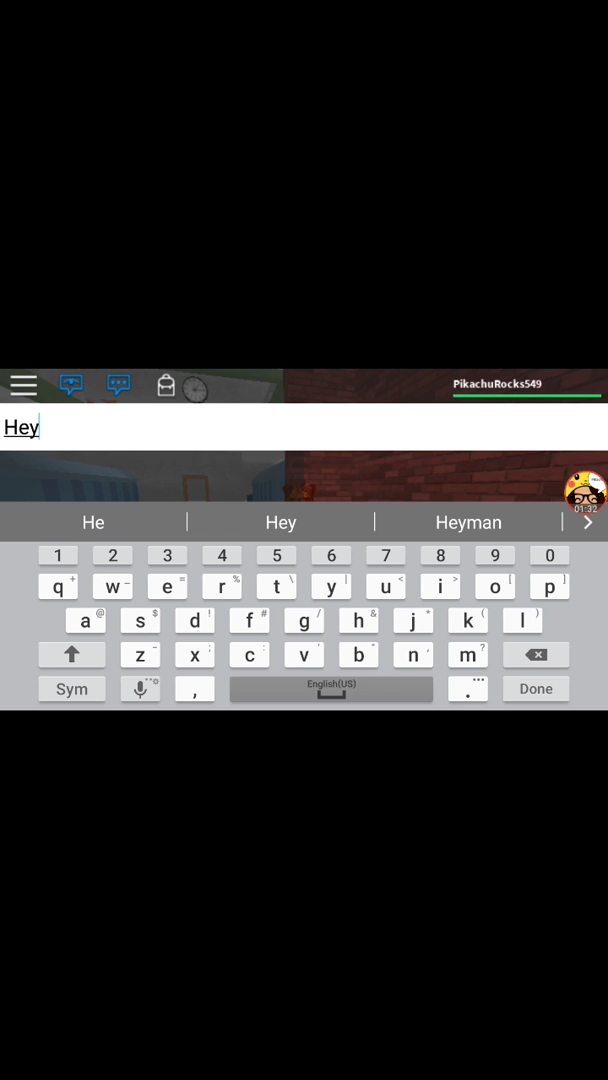 PikachuRocks549
Hey
01:32
He Hey Heyman
1 2 3 4 5 6 7 8 9 0
q + w - e = r % t \ y | u < i > o [ p ]
a @ s $ d ! f # g / h & j * k ( l )
z ~ x ; c : v ' b " n , m ?
Sym , English(US) . Done